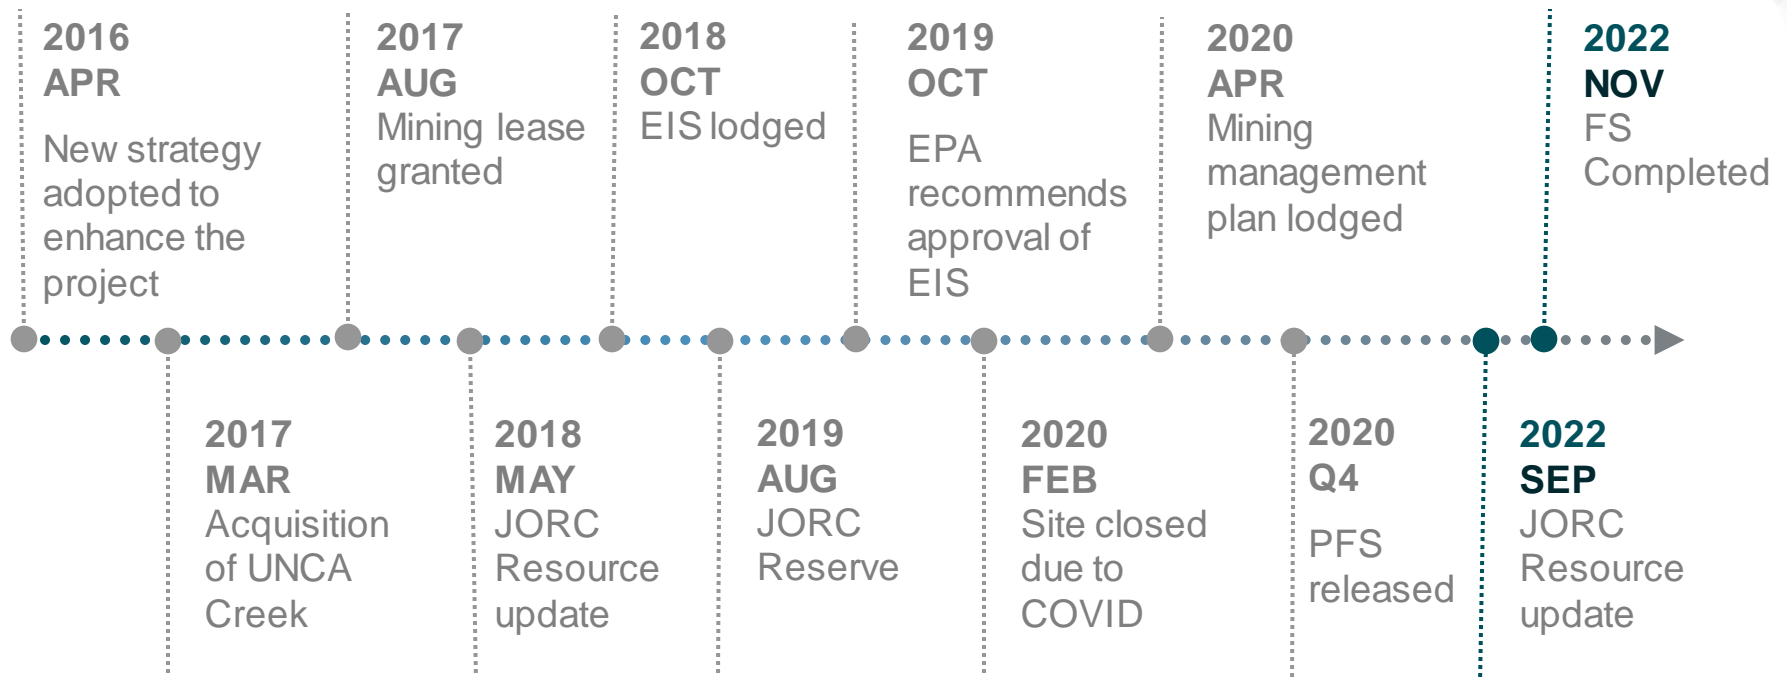 2016
APR
New strategy
adopted to
enhance the
project
2017
AUG
Mining lease
granted
2018
OCT
EIS lodged
2019
OCT
EPA
recommends
approval of
EIS
2020
APR
Mining
management
plan lodged
2022
NOV
FS
Completed
2017
MAR
Acquisition
of UNCA
Creek
2018
MAY
JORC
Resource
update
2019
AUG
JORC
Reserve
2020
FEB
Site closed
due to
COVID
2020
Q4
PFS
released
2022
SEP
JORC
Resource
update